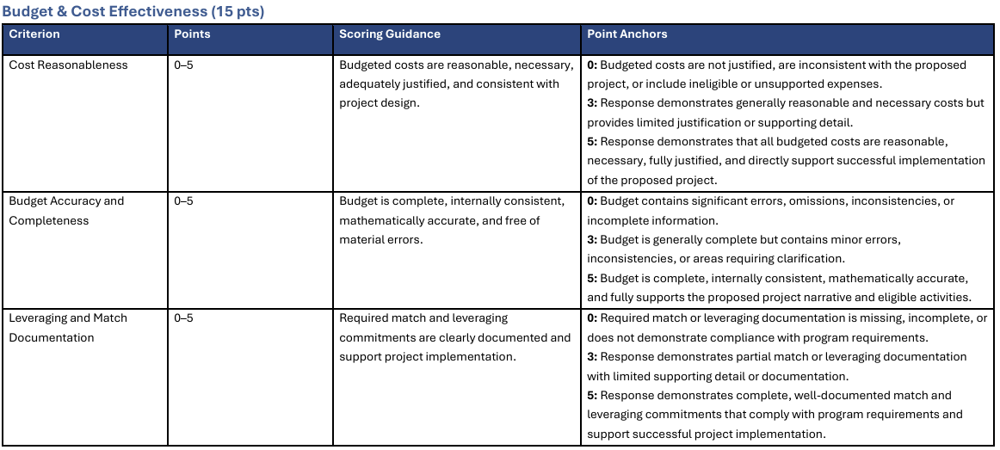 Budget & Cost Effectiveness (15 pts)
Criterion
Points
Scoring Guidance
Point Anchors
Cost Reasonableness
0–5
Budgeted costs are reasonable, necessary,
adequately justified, and consistent with
project design.
0: Budgeted costs are not justified, are inconsistent with the proposed
project, or include ineligible or unsupported expenses.
3: Response demonstrates generally reasonable and necessary costs but
provides limited justification or supporting detail.
5: Response demonstrates that all budgeted costs are reasonable,
necessary, fully justified, and directly support successful implementation
of the proposed project.
Budget Accuracy and
Completeness
0–5
Budget is complete, internally consistent,
mathematically accurate, and free of
material errors.
0: Budget contains significant errors, omissions, inconsistencies, or
incomplete information.
3: Budget is generally complete but contains minor errors,
inconsistencies, or areas requiring clarification.
5: Budget is complete, internally consistent, mathematically accurate,
and fully supports the proposed project narrative and eligible activities.
Leveraging and Match
Documentation
0–5
Required match and leveraging
commitments are clearly documented and
support project implementation.
0: Required match or leveraging documentation is missing, incomplete, or
does not demonstrate compliance with program requirements.
3: Response demonstrates partial match or leveraging documentation
with limited supporting detail or documentation.
5: Response demonstrates complete, well-documented match and
leveraging commitments that comply with program requirements and
support successful project implementation.